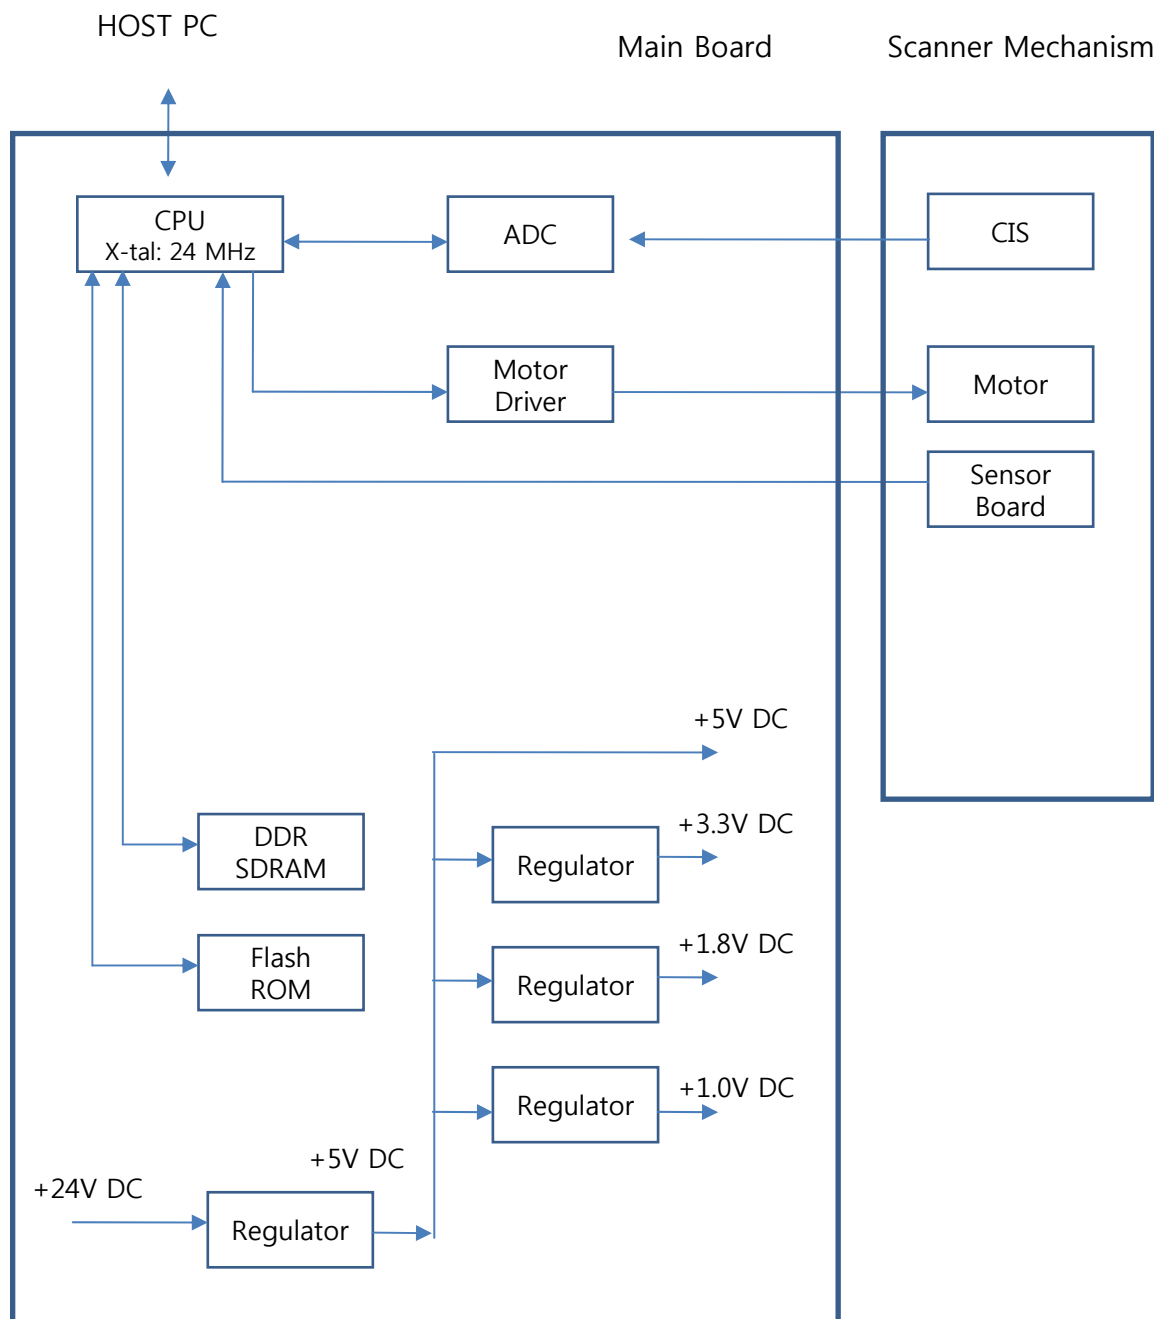 HOST PC
Main Board
Scanner Mechanism
CPU
X-tal: 24 MHz
ADC
CIS
Motor
Driver
Motor
Sensor
Board
+5V DC
DDR
SDRAM
Regulator
+3.3V DC
Flash
ROM
Regulator
+1.8V DC
Regulator
+1.0V DC
+24V DC
Regulator
+5V DC